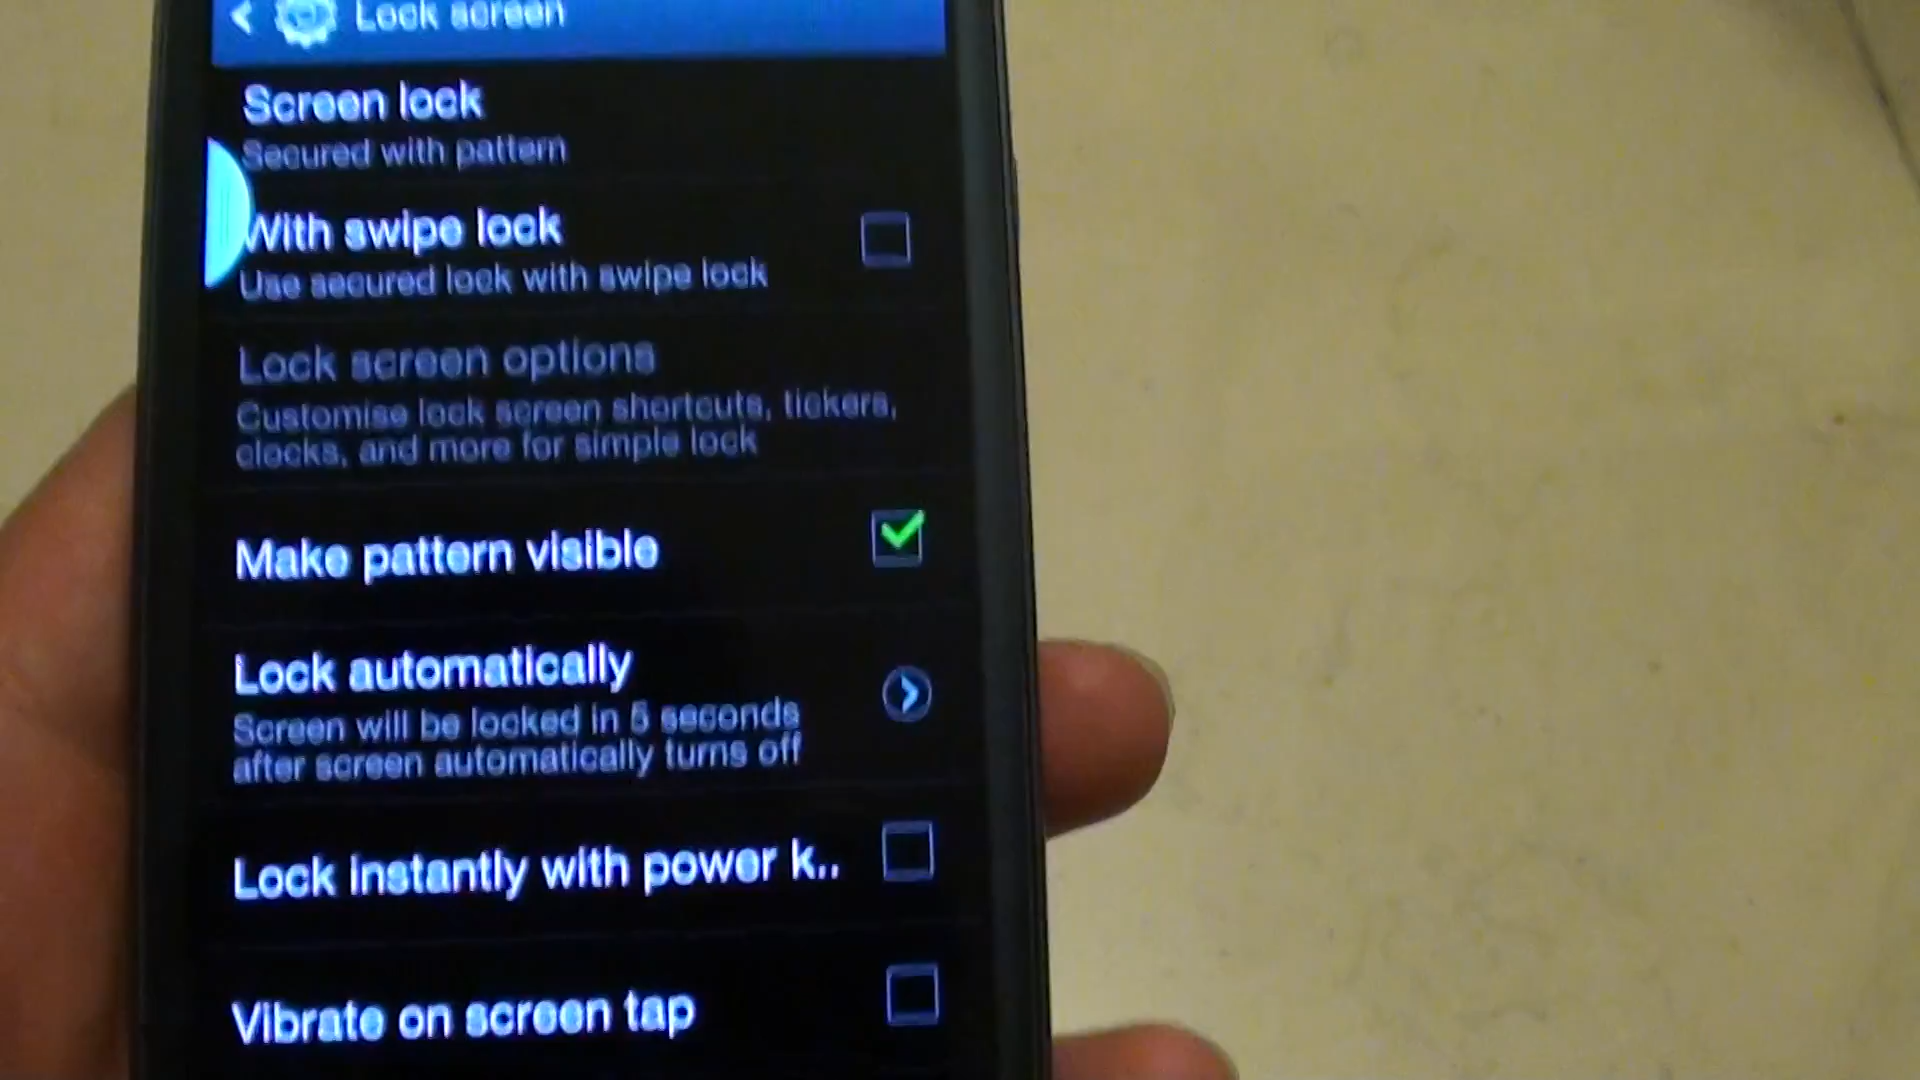 Lock screen
Screen lock
Secured with pattern
With swipe lock
Use secured lock with swipe lock
Lock screen options
Customise lock screen shortcuts, tickers,
clocks, and more for simple lock
Make pattern visible
Lock automatically
Screen will be locked in 5 seconds
after screen automatically turns off
Lock instantly with power k..
Vibrate on screen tap